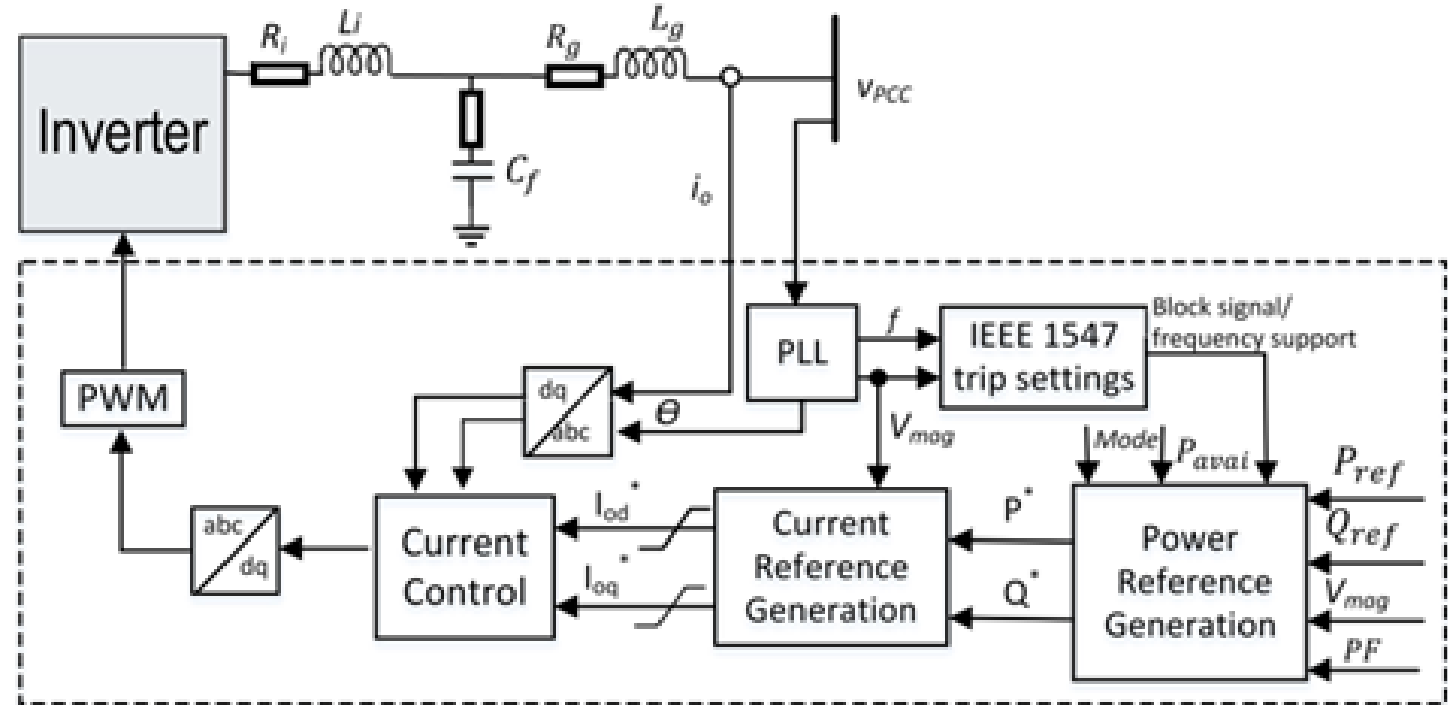 R_i
Li
R_g
L_g
v_PCC
Inverter
C_f
i_o
PLL
f
IEEE 1547
trip settings
Block signal/
frequency support
PWM
dq
abc
Θ
V_mag
Mode
P_avai
P_ref
Q_ref
V_mag
PF
abc
dq
Current
Control
I_od*
I_oq*
Current
Reference
Generation
P*
Q*
Power
Reference
Generation